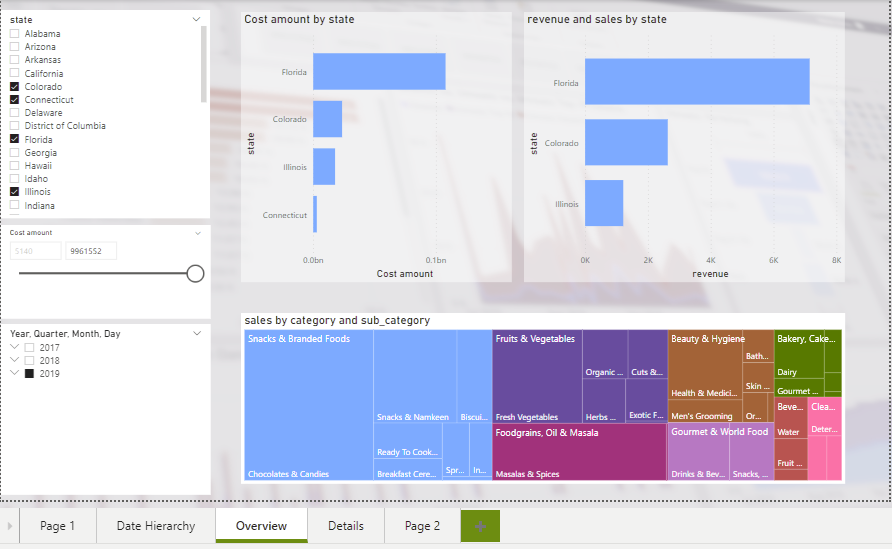 state
Alabama
Arizona
Arkansas
California
Colorado
Connecticut
Delaware
District of Columbia
Florida
Georgia
Hawaii
Idaho
Illinois
Indiana
Cost amount
5140
9961552
Year, Quarter, Month, Day
2017
2018
2019
Cost amount by state
state
Florida
Colorado
Illinois
Connecticut
0.0bn
0.1bn
Cost amount
revenue and sales by state
state
Florida
Colorado
Illinois
0K
2K
4K
6K
8K
revenue
sales by category and sub_category
Snacks & Branded Foods
Chocolates & Candies
Snacks & Namkeen
Biscui...
Ready To Cook...
Breakfast Cere...
Spr...
In...
Fruits & Vegetables
Fresh Vegetables
Organic ...
Cuts &...
Herbs ...
Exotic F...
Foodgrains, Oil & Masala
Masalas & Spices
Beauty & Hygiene
Health & Medici...
Men's Grooming
Bath...
Skin ...
Or...
Gourmet & World Food
Drinks & Bev...
Snacks, ...
Bakery, Cake...
Dairy
Gourmet ...
Beve...
Water
Fruit ...
Clea...
Deter...
Page 1
Date Hierarchy
Overview
Details
Page 2
+